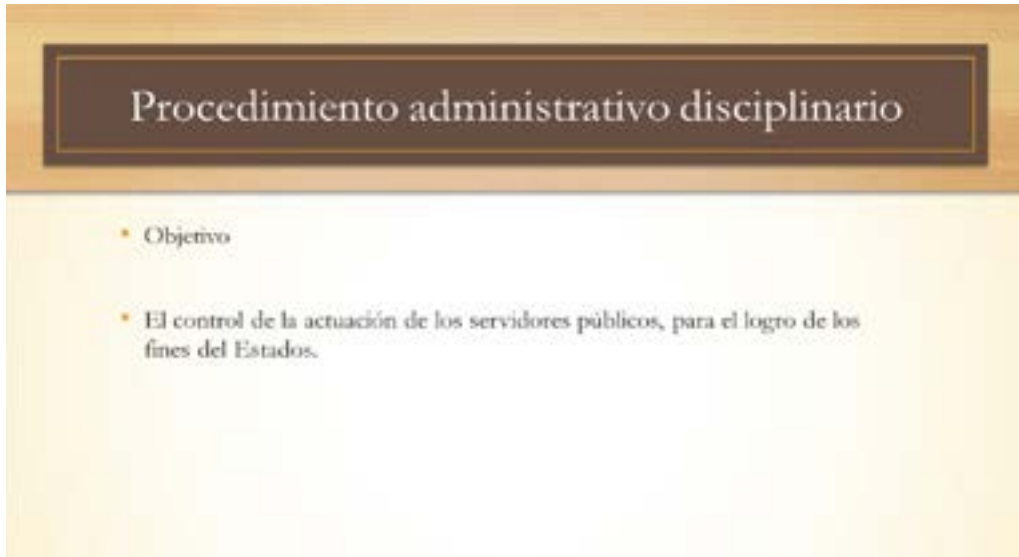 Procedimiento administrativo disciplinario
• Objetivo
• El control de la actuación de los servidores públicos, para el logro de los
fines del Estados.